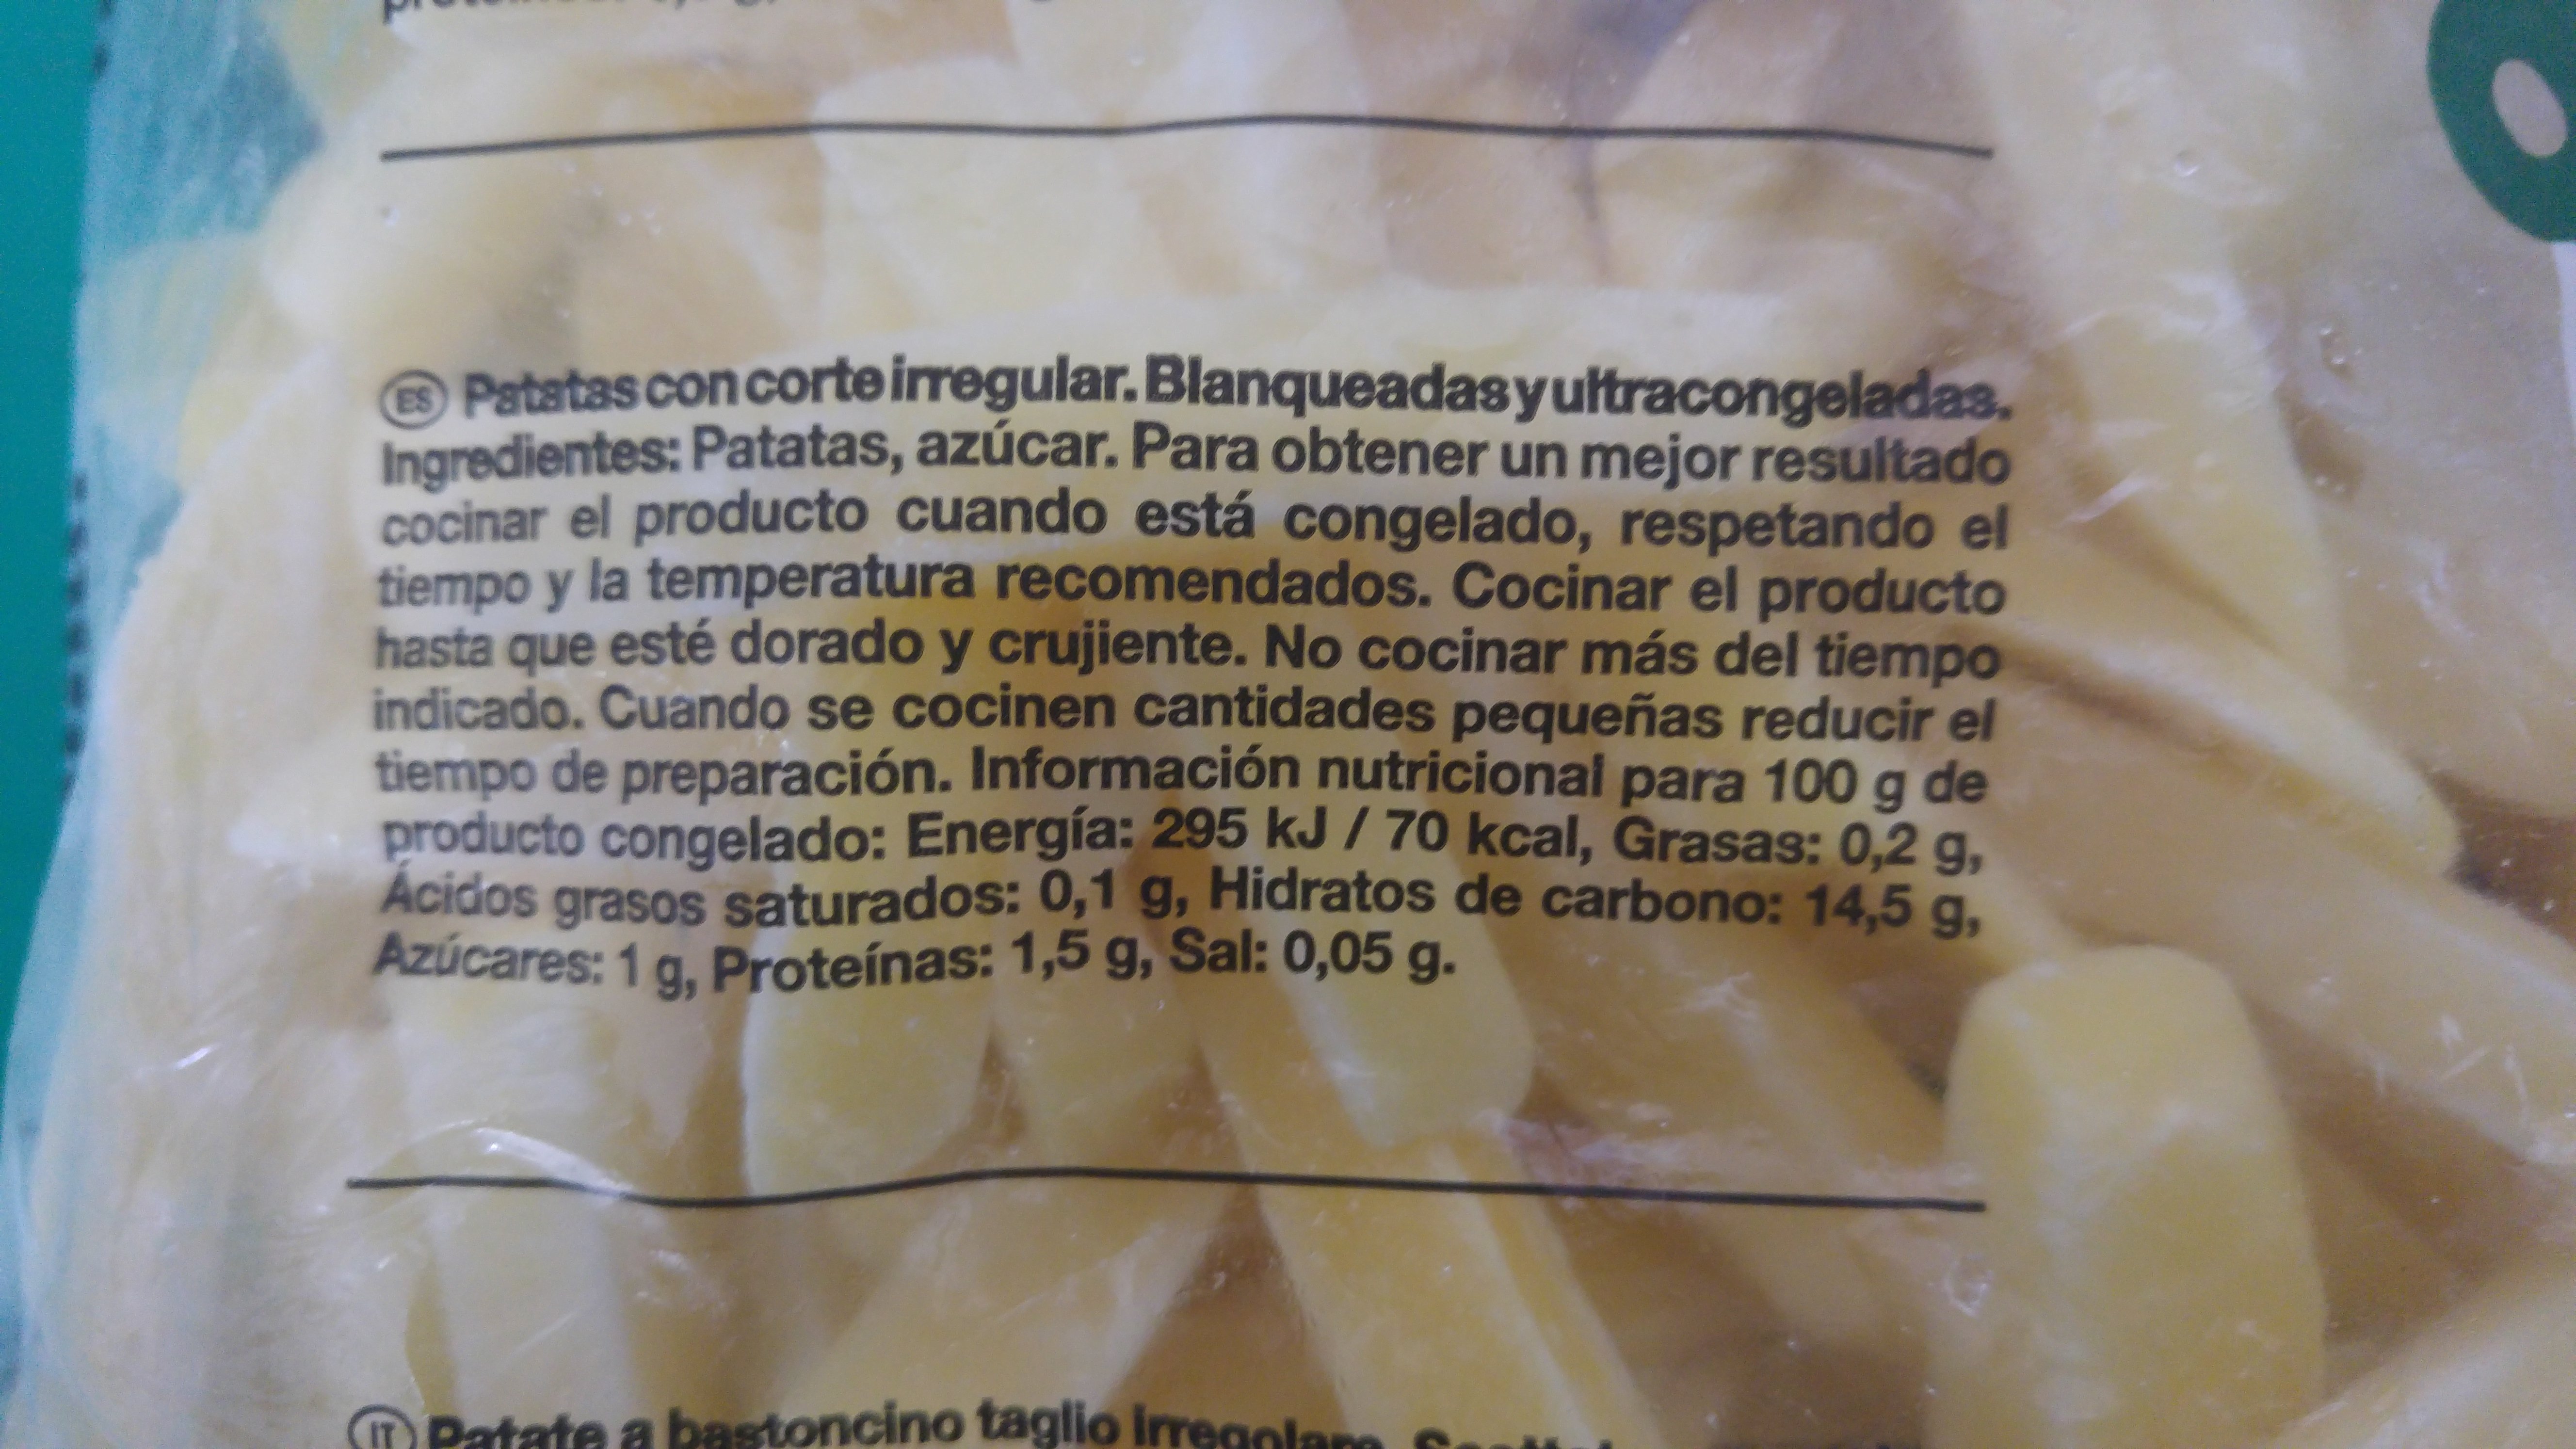 ES Patatas con corte irregular. Blanqueadas y ultracongeladas.
Ingredientes: Patatas, azúcar. Para obtener un mejor resultado
cocinar el producto cuando está congelado, respetando el
tiempo y la temperatura recomendados. Cocinar el producto
hasta que esté dorado y crujiente. No cocinar más del tiempo
indicado. Cuando se cocinen cantidades pequeñas reducir el
tiempo de preparación. Información nutricional para 100 g de
producto congelado: Energía: 295 kJ / 70 kcal, Grasas: 0,2 g,
Ácidos grasos saturados: 0,1 g, Hidratos de carbono: 14,5 g,
Azúcares: 1 g, Proteínas: 1,5 g, Sal: 0,05 g.
IT Patate a bastoncino taglio irregolare.